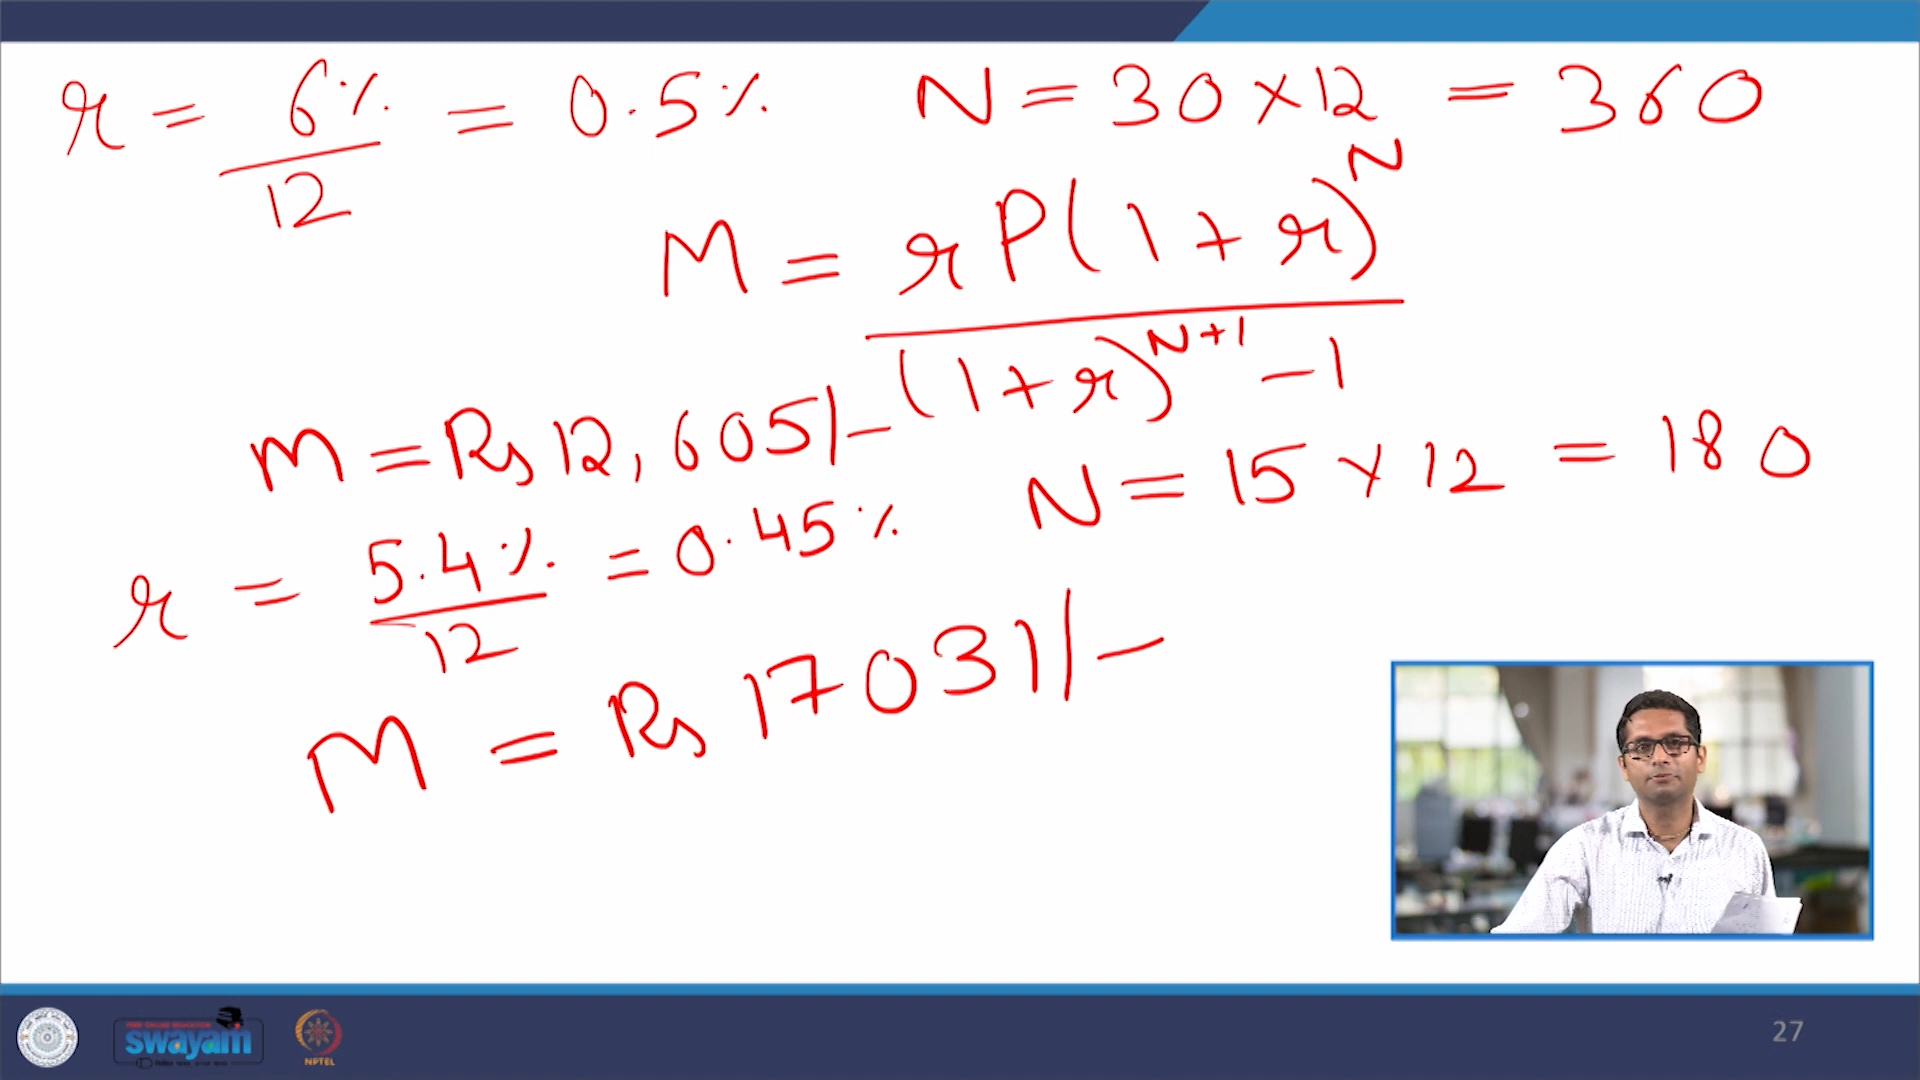 r = 6% / 12 = 0.5% N = 30 × 12 = 360
M = rP(1 + r)^N / (1 + r)^N+1 - 1
M = Rs 12,605/-
N = 15 × 12 = 180
r = 5.4% / 12 = 0.45%
M = Rs 17031/-
swayam
NPTEL
27